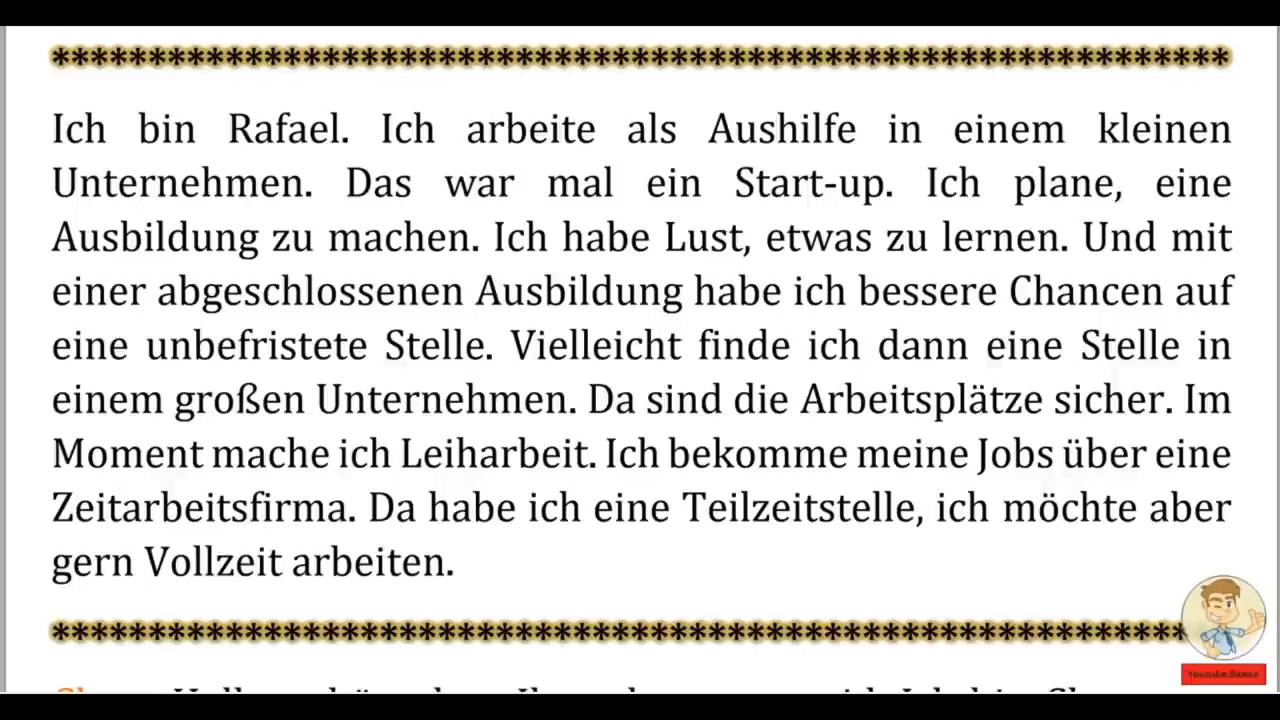 ************************************************************
Ich bin Rafael. Ich arbeite als Aushilfe in einem kleinen
Unternehmen. Das war mal ein Start-up. Ich plane, eine
Ausbildung zu machen. Ich habe Lust, etwas zu lernen. Und mit
einer abgeschlossenen Ausbildung habe ich bessere Chancen auf
eine unbefristete Stelle. Vielleicht finde ich dann eine Stelle in
einem großen Unternehmen. Da sind die Arbeitsplätze sicher. Im
Moment mache ich Leiharbeit. Ich bekomme meine Jobs über eine
Zeitarbeitsfirma. Da habe ich eine Teilzeitstelle, ich möchte aber
gern Vollzeit arbeiten.
**********************************************************